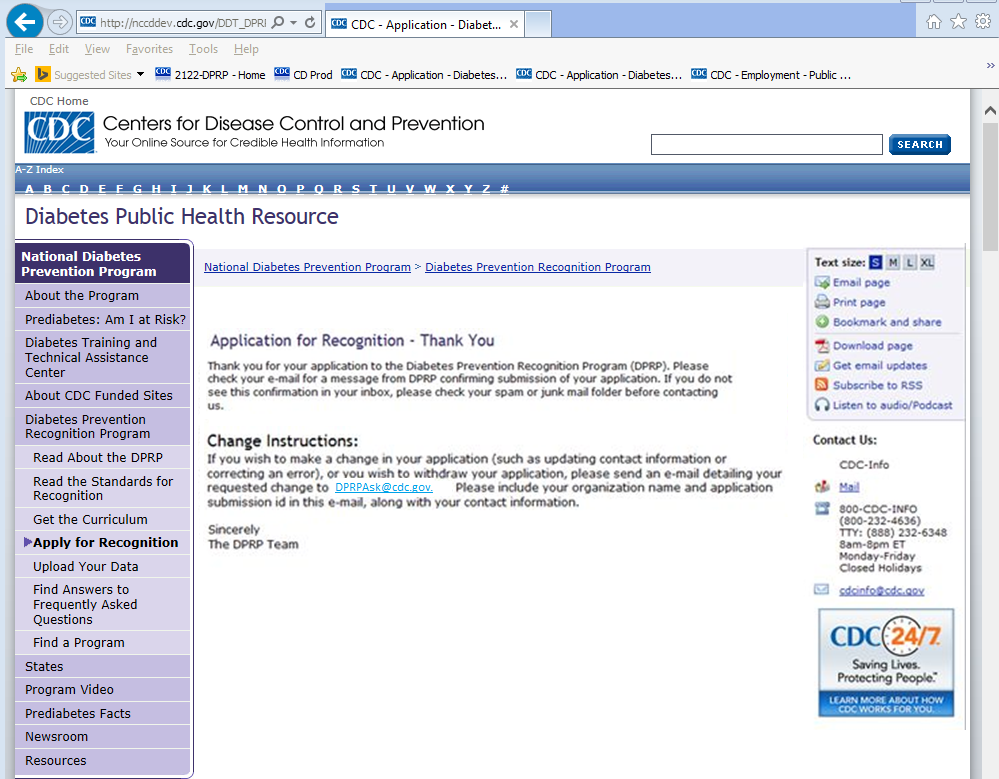 http://nccddev.cdc.gov/DDT_DPRI
CDC - Application - Diabet...
File Edit View Favorites Tools Help
Suggested Sites
CDC 2122-DPRP - Home
CDC CD Prod
CDC CDC - Application - Diabetes...
CDC CDC - Application - Diabetes...
CDC CDC - Employment - Public ...
CDC Home
CDC
Centers for Disease Control and Prevention
Your Online Source for Credible Health Information
SEARCH
A-Z Index
A B C D E F G H I J K L M N O P Q R S T U V W X Y Z #
Diabetes Public Health Resource
National Diabetes
Prevention Program
About the Program
Prediabetes: Am I at Risk?
Diabetes Training and
Technical Assistance
Center
About CDC Funded Sites
Diabetes Prevention
Recognition Program
Read About the DPRP
Read the Standards for
Recognition
Get the Curriculum
Apply for Recognition
Upload Your Data
Find Answers to
Frequently Asked
Questions
Find a Program
States
Program Video
Prediabetes Facts
Newsroom
Resources
National Diabetes Prevention Program > Diabetes Prevention Recognition Program
Application for Recognition - Thank You
Thank you for your application to the Diabetes Prevention Recognition Program (DPRP). Please
check your e-mail for a message from DPRP confirming submission of your application. If you do not
see this confirmation in your inbox, please check your spam or junk mail folder before contacting
us.
Change Instructions:
If you wish to make a change in your application (such as updating contact information or
correcting an error), or you wish to withdraw your application, please send an e-mail detailing your
requested change to DPRPAsk@cdc.gov. Please include your organization name and application
submission id in this e-mail, along with your contact information.
Sincerely
The DPRP Team
Text size: S M L XL
Email page
Print page
Bookmark and share
Download page
Get email updates
Subscribe to RSS
Listen to audio/Podcast
Contact Us:
CDC-Info
Mail
800-CDC-INFO
(800-232-4636)
TTY: (888) 232-6348
8am-8pm ET
Monday-Friday
Closed Holidays
cdcinfo@cdc.gov
CDC 24/7
Saving Lives.
Protecting People.™
LEARN MORE ABOUT HOW
CDC WORKS FOR YOU.